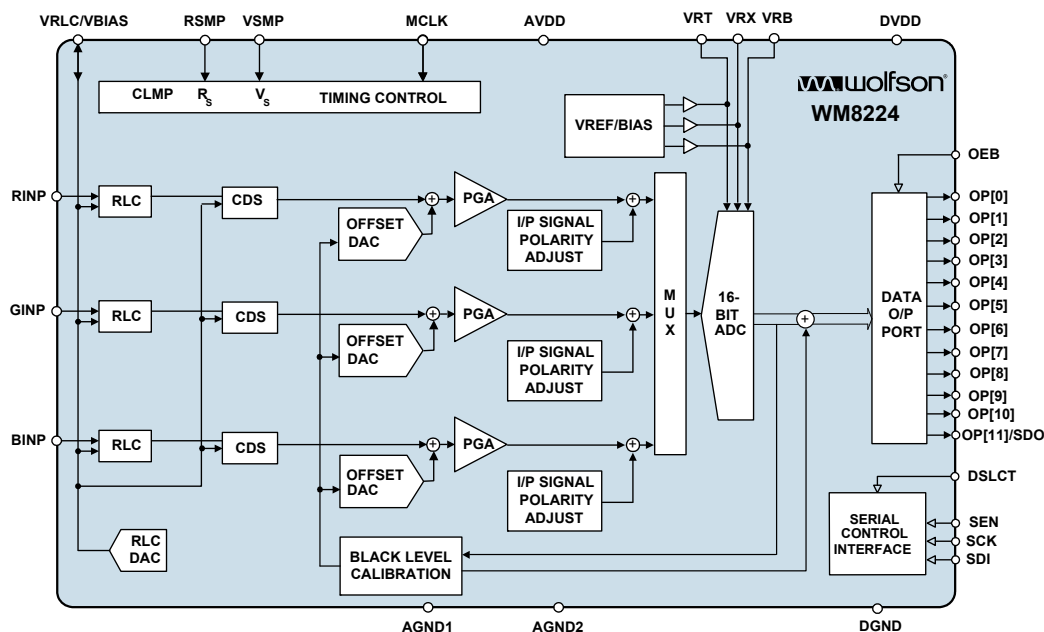 VRLC/VBIAS RSMP VSMP MCLK AVDD VRT VRX VRB DVDD
CLMP RS VS TIMING CONTROL
wolfson®
WM8224
VREF/BIAS
OEB
RINP
RLC
CDS
OFFSET
DAC
PGA
I/P SIGNAL
POLARITY
ADJUST
GINP
RLC
CDS
OFFSET
DAC
PGA
I/P SIGNAL
POLARITY
ADJUST
BINP
RLC
CDS
OFFSET
DAC
PGA
I/P SIGNAL
POLARITY
ADJUST
M
U
X
16-
BIT
ADC
DATA
O/P
PORT
OP[0]
OP[1]
OP[2]
OP[3]
OP[4]
OP[5]
OP[6]
OP[7]
OP[8]
OP[9]
OP[10]
OP[11]/SDO
DSLCT
RLC
DAC
BLACK LEVEL
CALIBRATION
SERIAL
CONTROL
INTERFACE
SEN
SCK
SDI
AGND1 AGND2 DGND